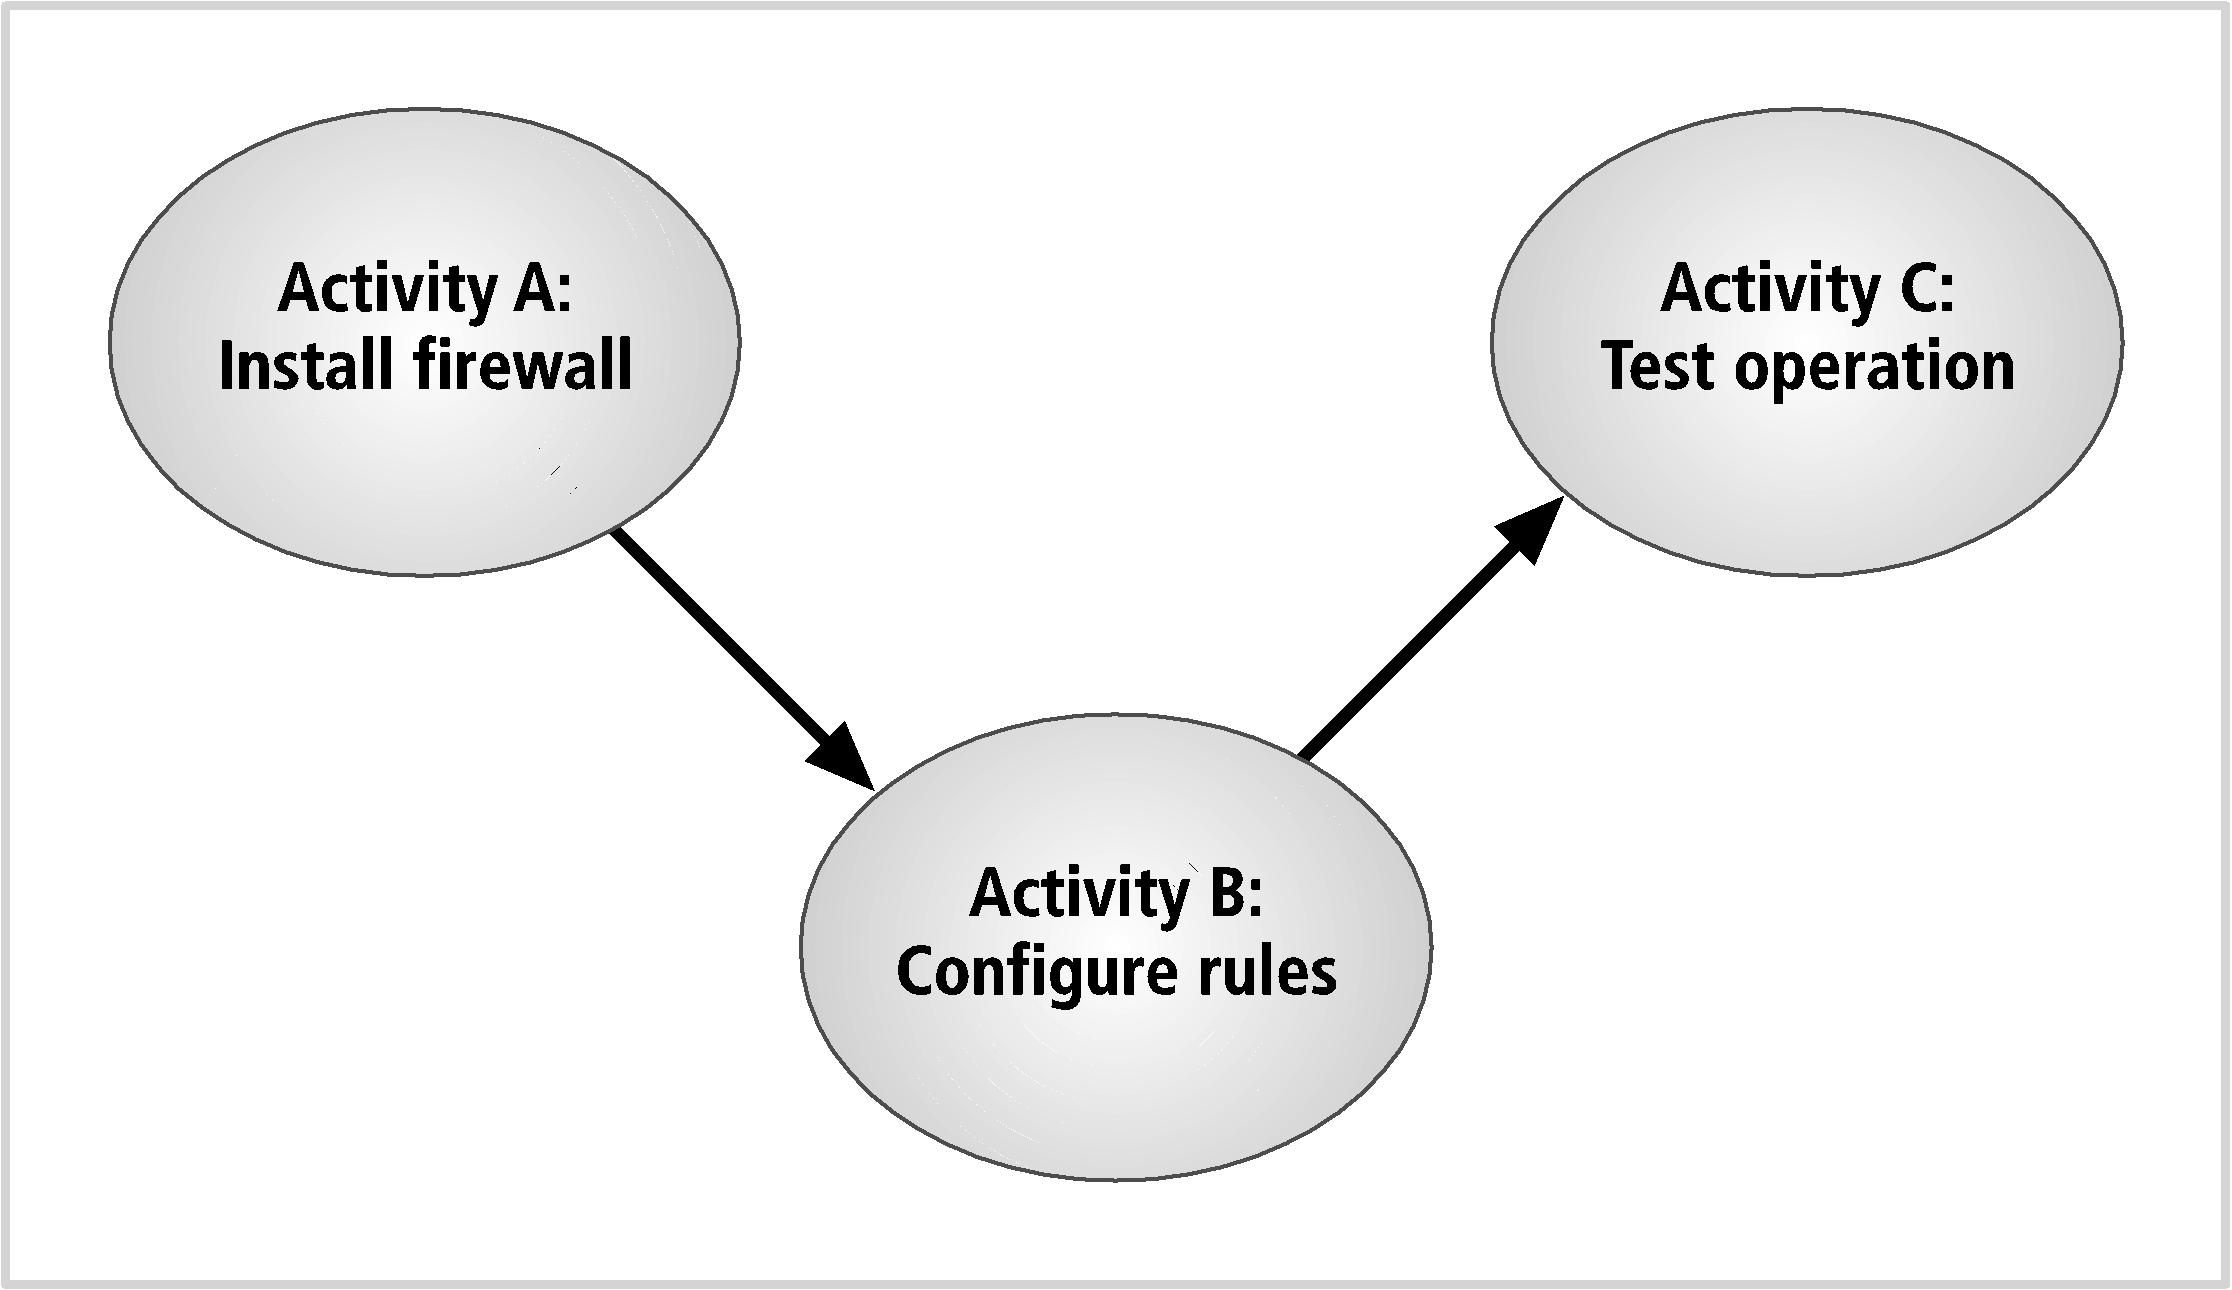 Activity A:
Install firewall
Activity C:
Test operation
Activity B:
Configure rules